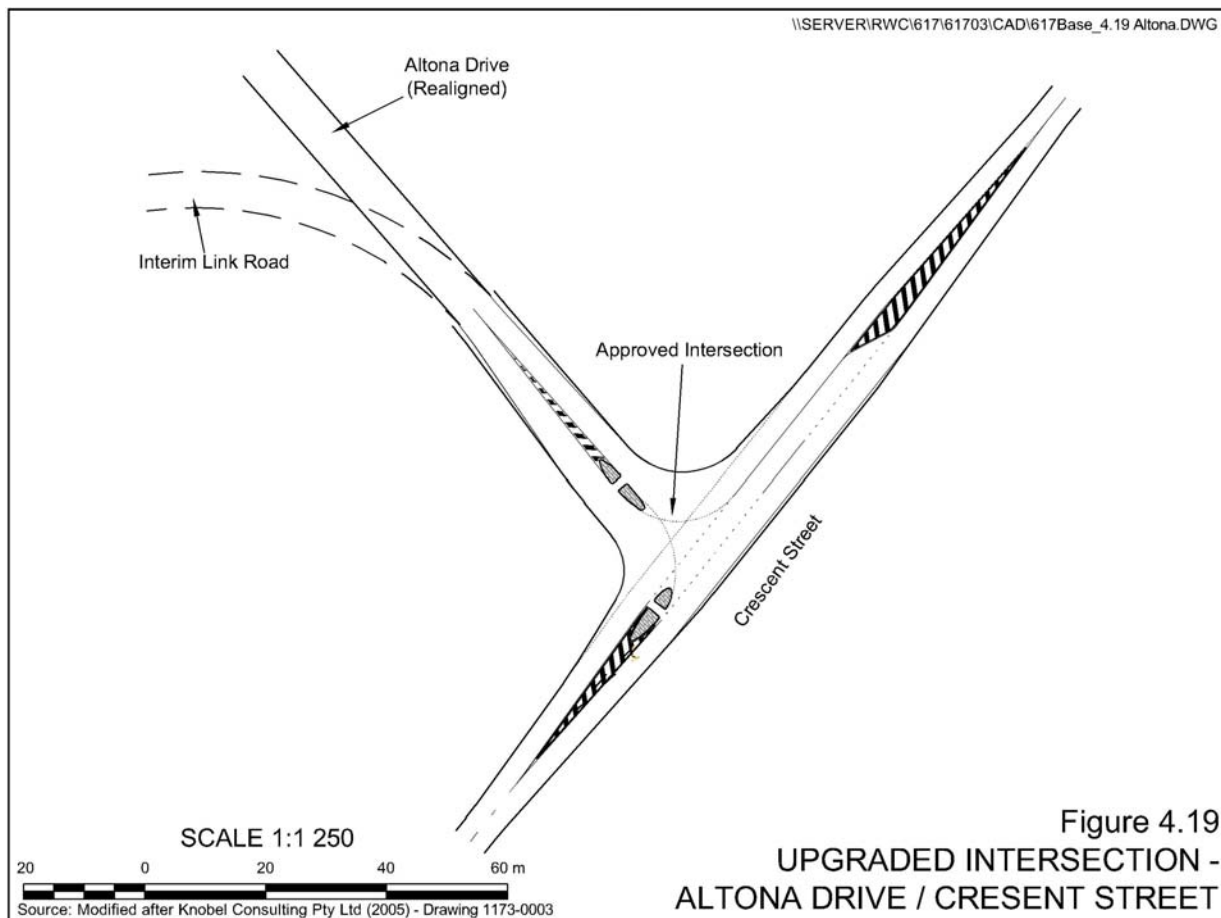 \\SERVER\RWC\617\61703\CAD\617Base_4.19 Altona.DWG
Altona Drive
(Realigned)
Interim Link Road
Approved Intersection
Crescent Street
SCALE 1:1 250
20 0 20 40 60 m
Source: Modified after Knobel Consulting Pty Ltd (2005) - Drawing 1173-0003
Figure 4.19
UPGRADED INTERSECTION -
ALTONA DRIVE / CRESENT STREET